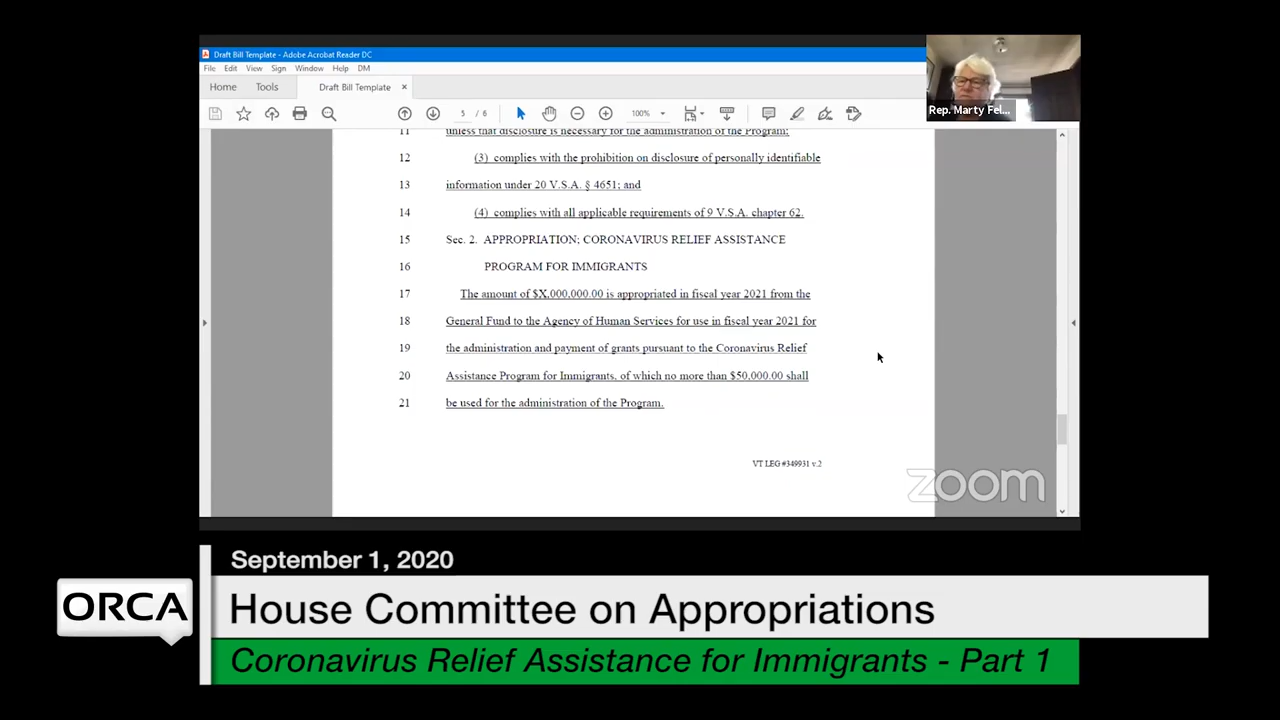 Draft Bill Template - Adobe Acrobat Reader DC
File Edit View Sign Window Help DM
Home Tools Draft Bill Template ×
5 / 6 100%
Rep. Marty Fel...
11 unless that disclosure is necessary for the administration of the Program;
12 (3) complies with the prohibition on disclosure of personally identifiable
13 information under 20 V.S.A. § 4651; and
14 (4) complies with all applicable requirements of 9 V.S.A. chapter 62.
15 Sec. 2. APPROPRIATION; CORONAVIRUS RELIEF ASSISTANCE
16 PROGRAM FOR IMMIGRANTS
17 The amount of $X,000,000.00 is appropriated in fiscal year 2021 from the
18 General Fund to the Agency of Human Services for use in fiscal year 2021 for
19 the administration and payment of grants pursuant to the Coronavirus Relief
20 Assistance Program for Immigrants, of which no more than $50,000.00 shall
21 be used for the administration of the Program.
VT LEG #349931 v.2
zoom
September 1, 2020
ORCA
House Committee on Appropriations
Coronavirus Relief Assistance for Immigrants - Part 1